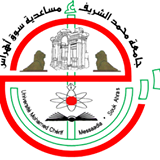 جامعة محمد الشريف مساعدية سوق أهراس
Université Mohamed Chérif
Messaadia - Souk Ahras